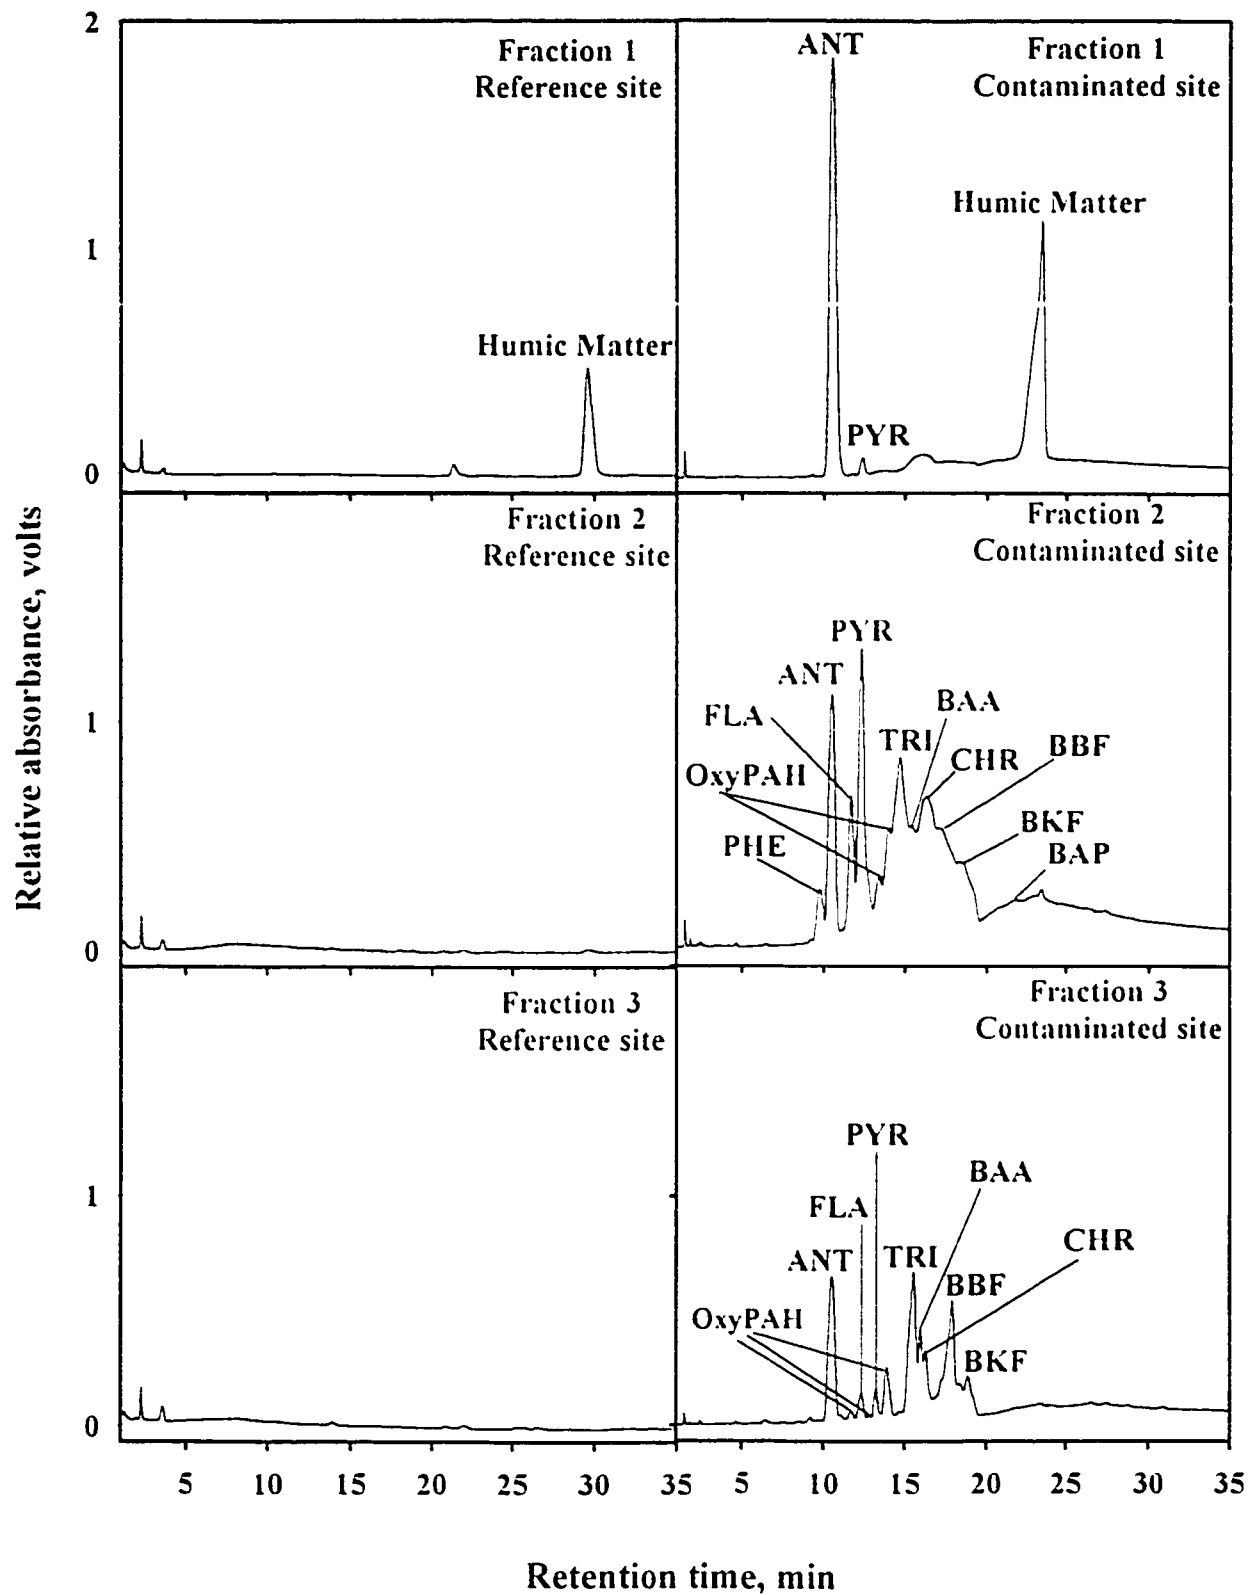 2
Fraction 1
Reference site
ANT
Fraction 1
Contaminated site
Humic Matter
1
Humic Matter
PYR
0
Fraction 2
Reference site
Fraction 2
Contaminated site
PYR
ANT
FLA
BAA
1
TRI
CHR
BBF
OxyPAH
BKF
PHE
BAP
0
Fraction 3
Reference site
Fraction 3
Contaminated site
PYR
BAA
1
FLA
ANT
TRI
CHR
BBF
OxyPAH
BKF
0
5 10 15 20 25 30 35 5 10 15 20 25 30 35
Relative absorbance, volts
Retention time, min